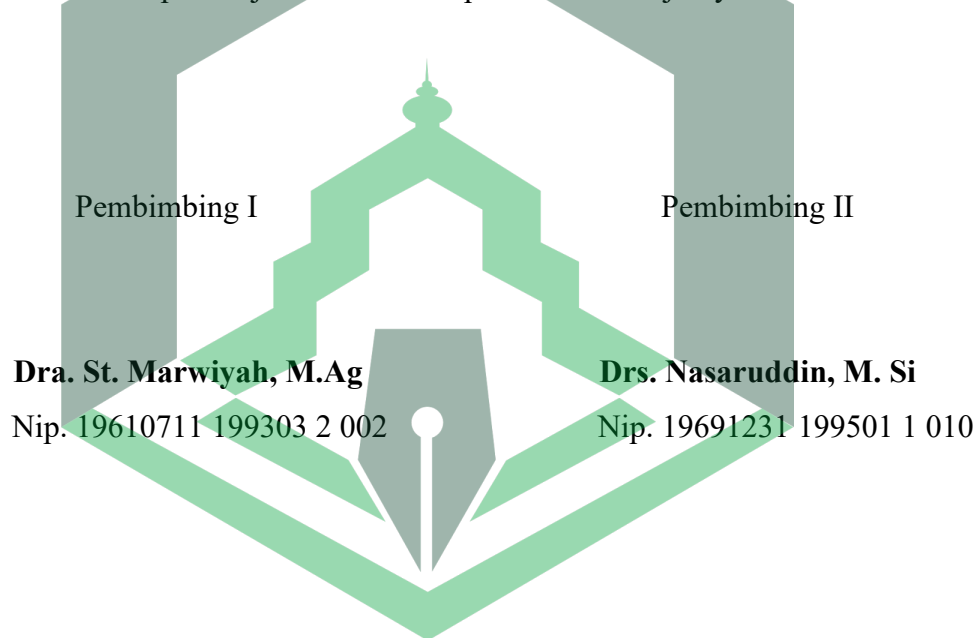 Pembimbing I Pembimbing II
Dra. St. Marwiyah, M.Ag Drs. Nasaruddin, M. Si
Nip. 19610711 199303 2 002 Nip. 19691231 199501 1 010